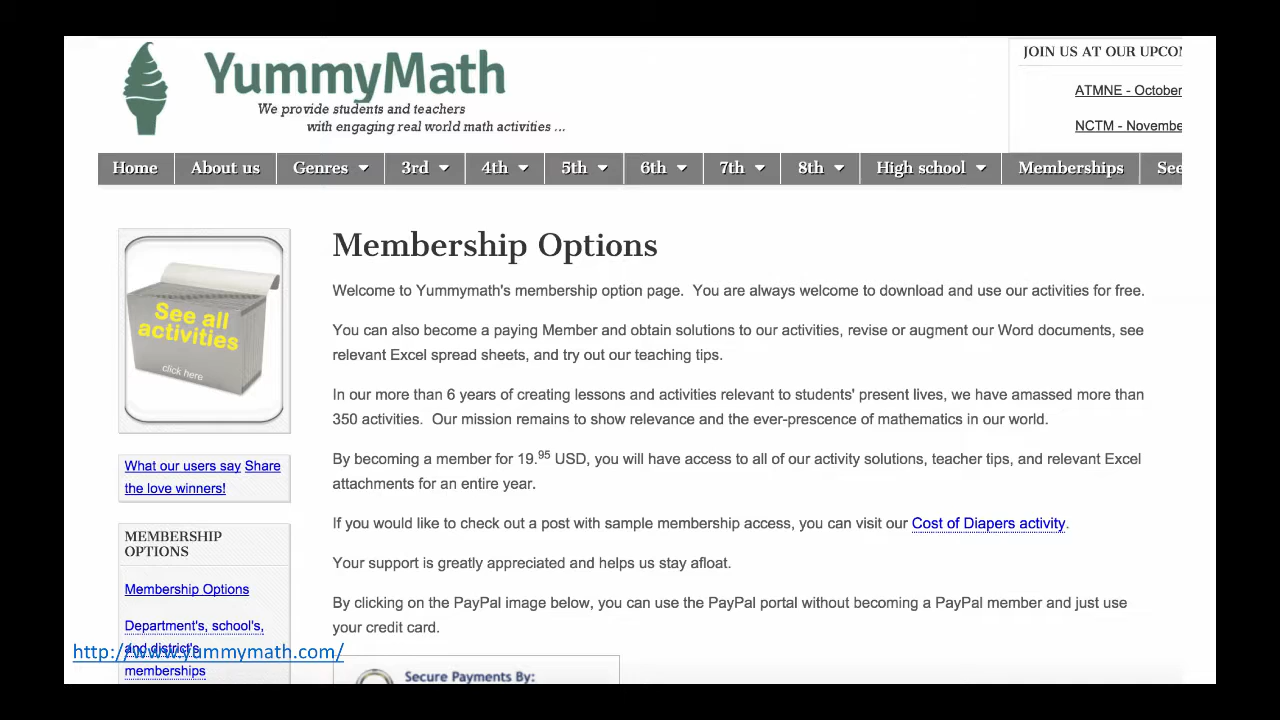 YummyMath
We provide students and teachers
with engaging real world math activities ...
JOIN US AT OUR
ATMNE - October
NCTM -
Home About us Genres 3rd 4th 5th 6th 7th 8th High school Memberships
See all
activities
click here
Membership Options
Welcome to Yummymath's membership option page. You are always welcome to download and use our activities for free.
You can also become a paying Member and obtain solutions to our activities, revise or augment our Word documents, see
relevant Excel spread sheets, and try out our teaching tips.
In our more than 6 years of creating lessons and activities relevant to students' present lives, we have amassed more than
350 activities. Our mission remains to show relevance and the ever-prescence of mathematics in our world.
By becoming a member for 19.95 USD, you will have access to all of our activity solutions, teacher tips, and relevant Excel
attachments for an entire year.
If you would like to check out a post with sample membership access, you can visit our Cost of Diapers activity.
Your support is greatly appreciated and helps us stay afloat.
By clicking on the PayPal image below, you can use the PayPal portal without becoming a PayPal member and just use
your credit card.
Secure Payments By:
What our users say Share
the love winners!
MEMBERSHIP
OPTIONS
Membership Options
Department's, school's,
and district's
memberships
http://www.yummymath.com/